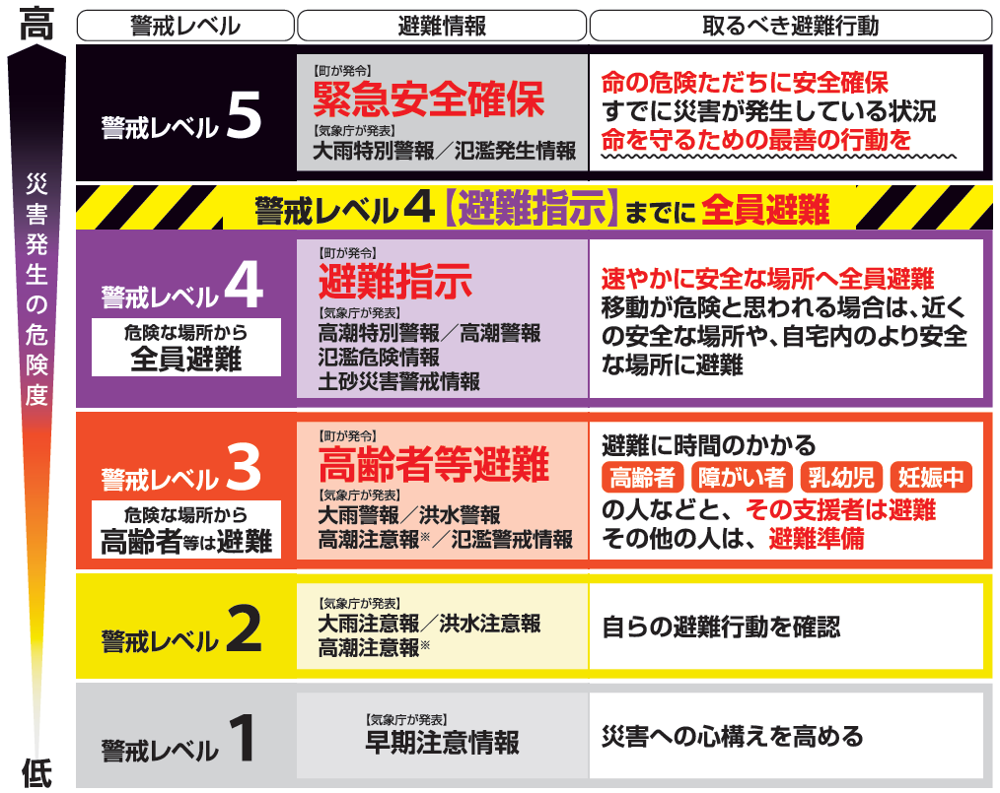 高
警戒レベル
避難情報
取るべき避難行動
災害発生の危険度
低
警戒レベル5
【町が発令】
緊急安全確保
【気象庁が発表】
大雨特別警報／氾濫発生情報
命の危険ただちに安全確保
すでに災害が発生している状況
命を守るための最善の行動を
警戒レベル4【避難指示】までに全員避難
警戒レベル4
危険な場所から
全員避難
【町が発令】
避難指示
【気象庁が発表】
高潮特別警報／高潮警報
氾濫危険情報
土砂災害警戒情報
速やかに安全な場所へ全員避難
移動が危険と思われる場合は、近く
の安全な場所や、自宅内のより安全
な場所に避難
警戒レベル3
危険な場所から
高齢者等は避難
【町が発令】
高齢者等避難
【気象庁が発表】
大雨警報／洪水警報
高潮注意報※／氾濫警戒情報
避難に時間のかかる
高齢者 障がい者 乳幼児 妊娠中
の人などと、その支援者は避難
その他の人は、避難準備
警戒レベル2
【気象庁が発表】
大雨注意報／洪水注意報
高潮注意報※
自らの避難行動を確認
警戒レベル1
【気象庁が発表】
早期注意情報
災害への心構えを高める